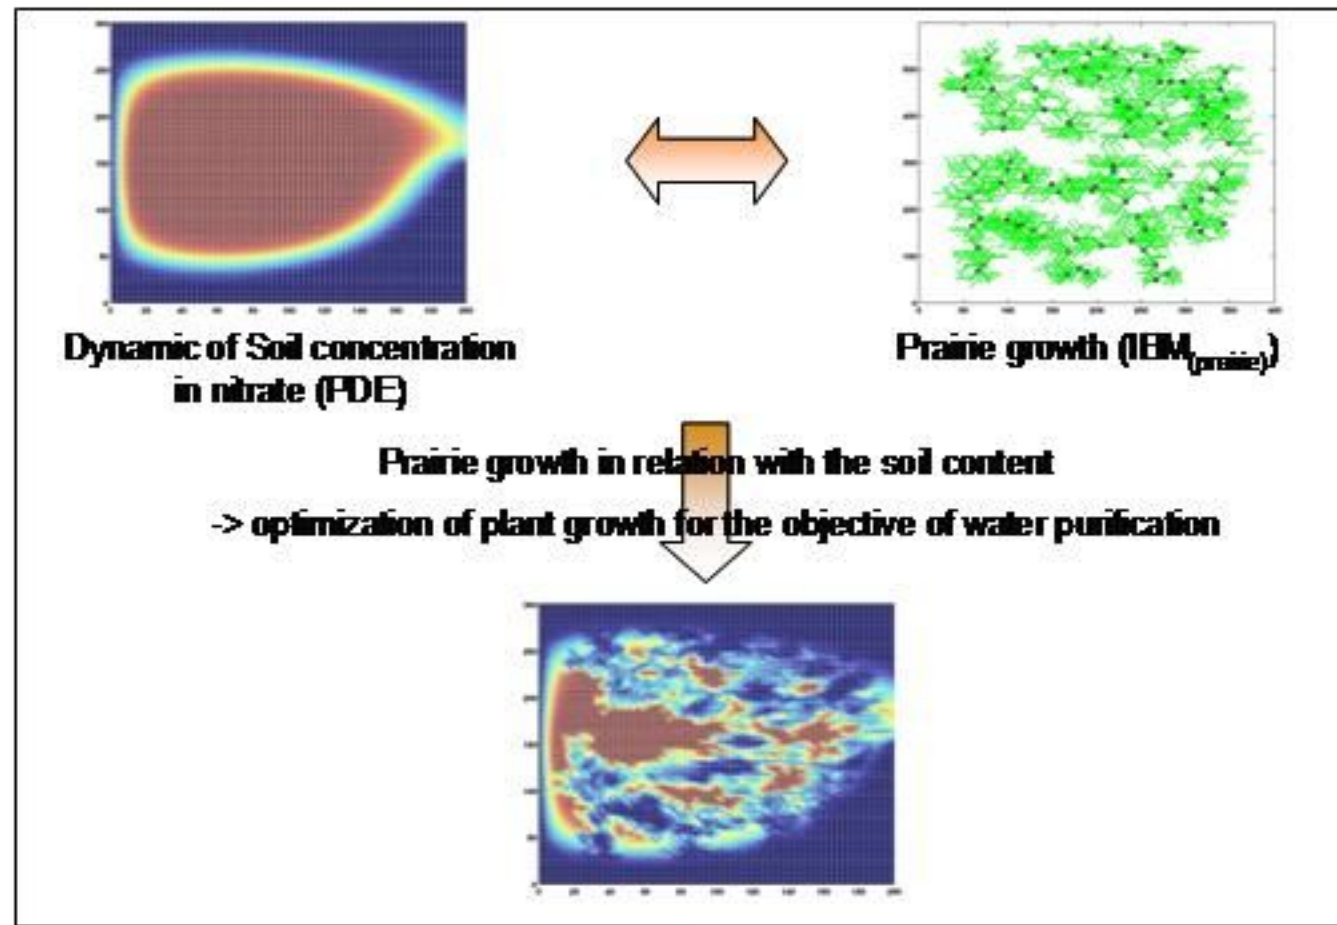 Dynamic of Soil concentration
in nitrate (PDE)
Prairie growth (IBM(prairie))
Prairie growth in relation with the soil content
-> optimization of plant growth for the objective of water purification